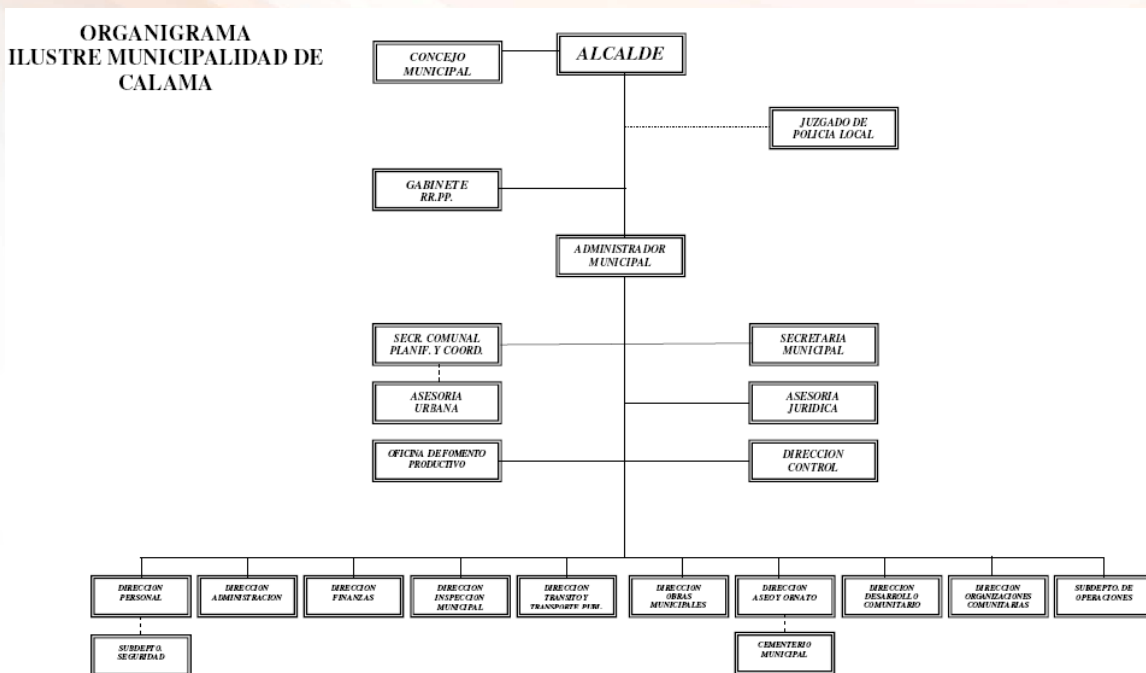 ORGANIGRAMA
ILUSTRE MUNICIPALIDAD DE
CALAMA
CONCEJO
MUNICIPAL
ALCALDE
JUZGADO DE
POLICIA LOCAL
GABINETE
RR.PP.
ADMINISTRADOR
MUNICIPAL
SECR. COMUNAL
PLANIF. Y COORD.
SECRETARIA
MUNICIPAL
ASESORIA
URBANA
ASESORIA
JURIDICA
OFICINA DE FOMENTO
PRODUCTIVO
DIRECCION
CONTROL
DIRECCION
PERSONAL
DIRECCION
ADMINISTRACION
DIRECCION
FINANZAS
DIRECCION
INSPECCION
MUNICIPAL
DIRECCION
TRANSITO Y
TRANSPORTE PUBL.
DIRECCION
OBRAS
MUNICIPALES
DIRECCION
ASEO Y ORNATO
DIRECCION
DESARROLLO
COMUNITARIO
DIRECCION
ORGANIZACIONES
COMUNITARIAS
SUBDEPTO. DE
OPERACIONES
SUBDEPTO.
SEGURIDAD
CEMENTERIO
MUNICIPAL